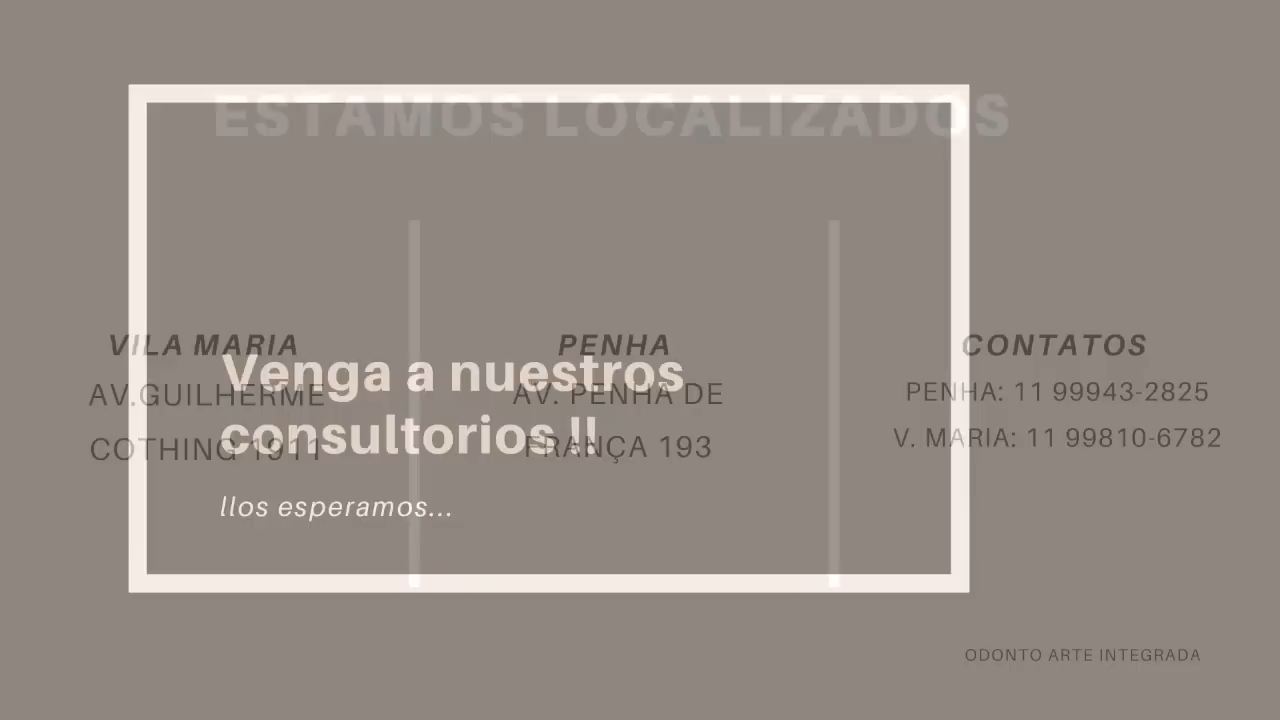 ESTAMOS LOCALIZADOS
VILA MARIA
AV.GUILHERME
COTHING 1911
PENHA
AV. PENHA DE
FRANÇA 193
CONTATOS
PENHA: 11 99943-2825
V. MARIA: 11 99810-6782
Venga a nuestros
consultorios !!
llos esperamos...
ODONTO ARTE INTEGRADA